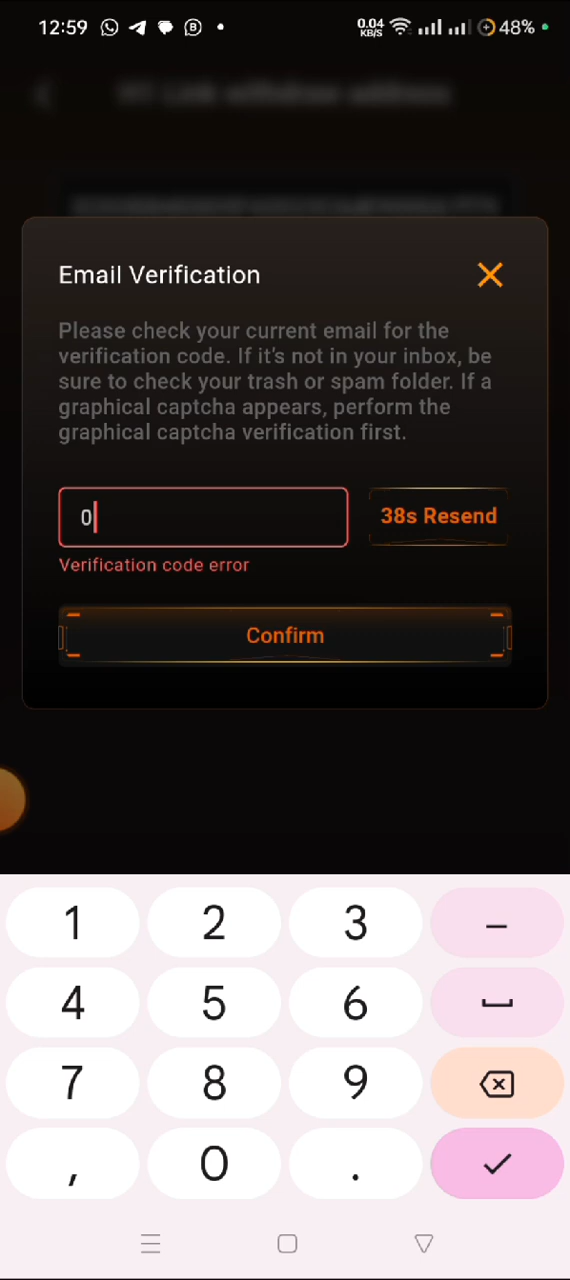 12:59
0.04 KB/S
48%
Link withdraw address
Email Verification
Please check your current email for the
verification code. If it's not in your inbox, be
sure to check your trash or spam folder. If a
graphical captcha appears, perform the
graphical captcha verification first.
0
38s Resend
Verification code error
Confirm
1 2 3 –
4 5 6
7 8 9
, 0 .